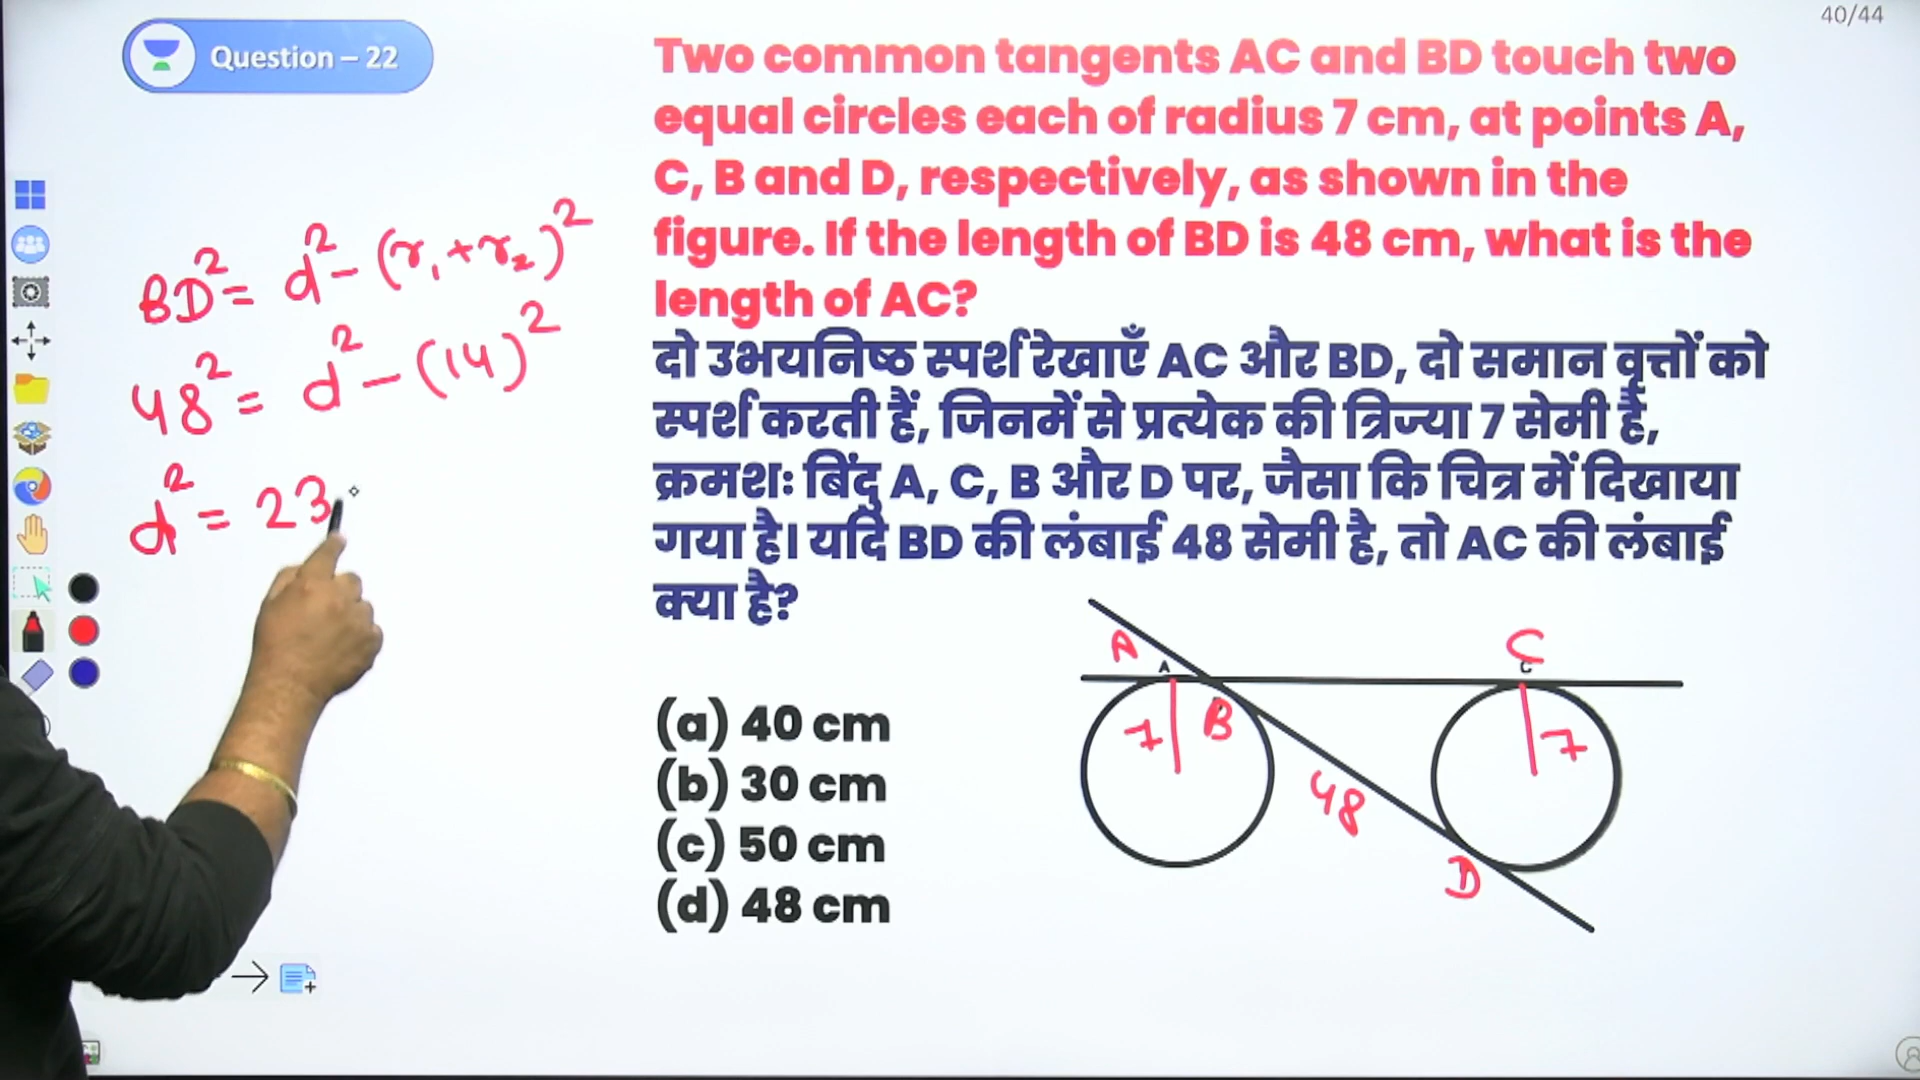 40/44
Question – 22
Two common tangents AC and BD touch two
equal circles each of radius 7 cm, at points A,
C, B and D, respectively, as shown in the
figure. If the length of BD is 48 cm, what is the
length of AC?
दो उभयनिष्ठ स्पर्श रेखाएँ AC और BD, दो समान वृत्तों को
स्पर्श करती हैं, जिनमें से प्रत्येक की त्रिज्या 7 सेमी है,
क्रमशः बिंदु A, C, B और D पर, जैसा कि चित्र में दिखाया
गया है। यदि BD की लंबाई 48 सेमी है, तो AC की लंबाई
क्या है?
(a) 40 cm
(b) 30 cm
(c) 50 cm
(d) 48 cm
BD² = d² – (r₁ + r₂)²
48² = d² – (14)²
d² = 23
A
A
C
C
7
B
7
48
D